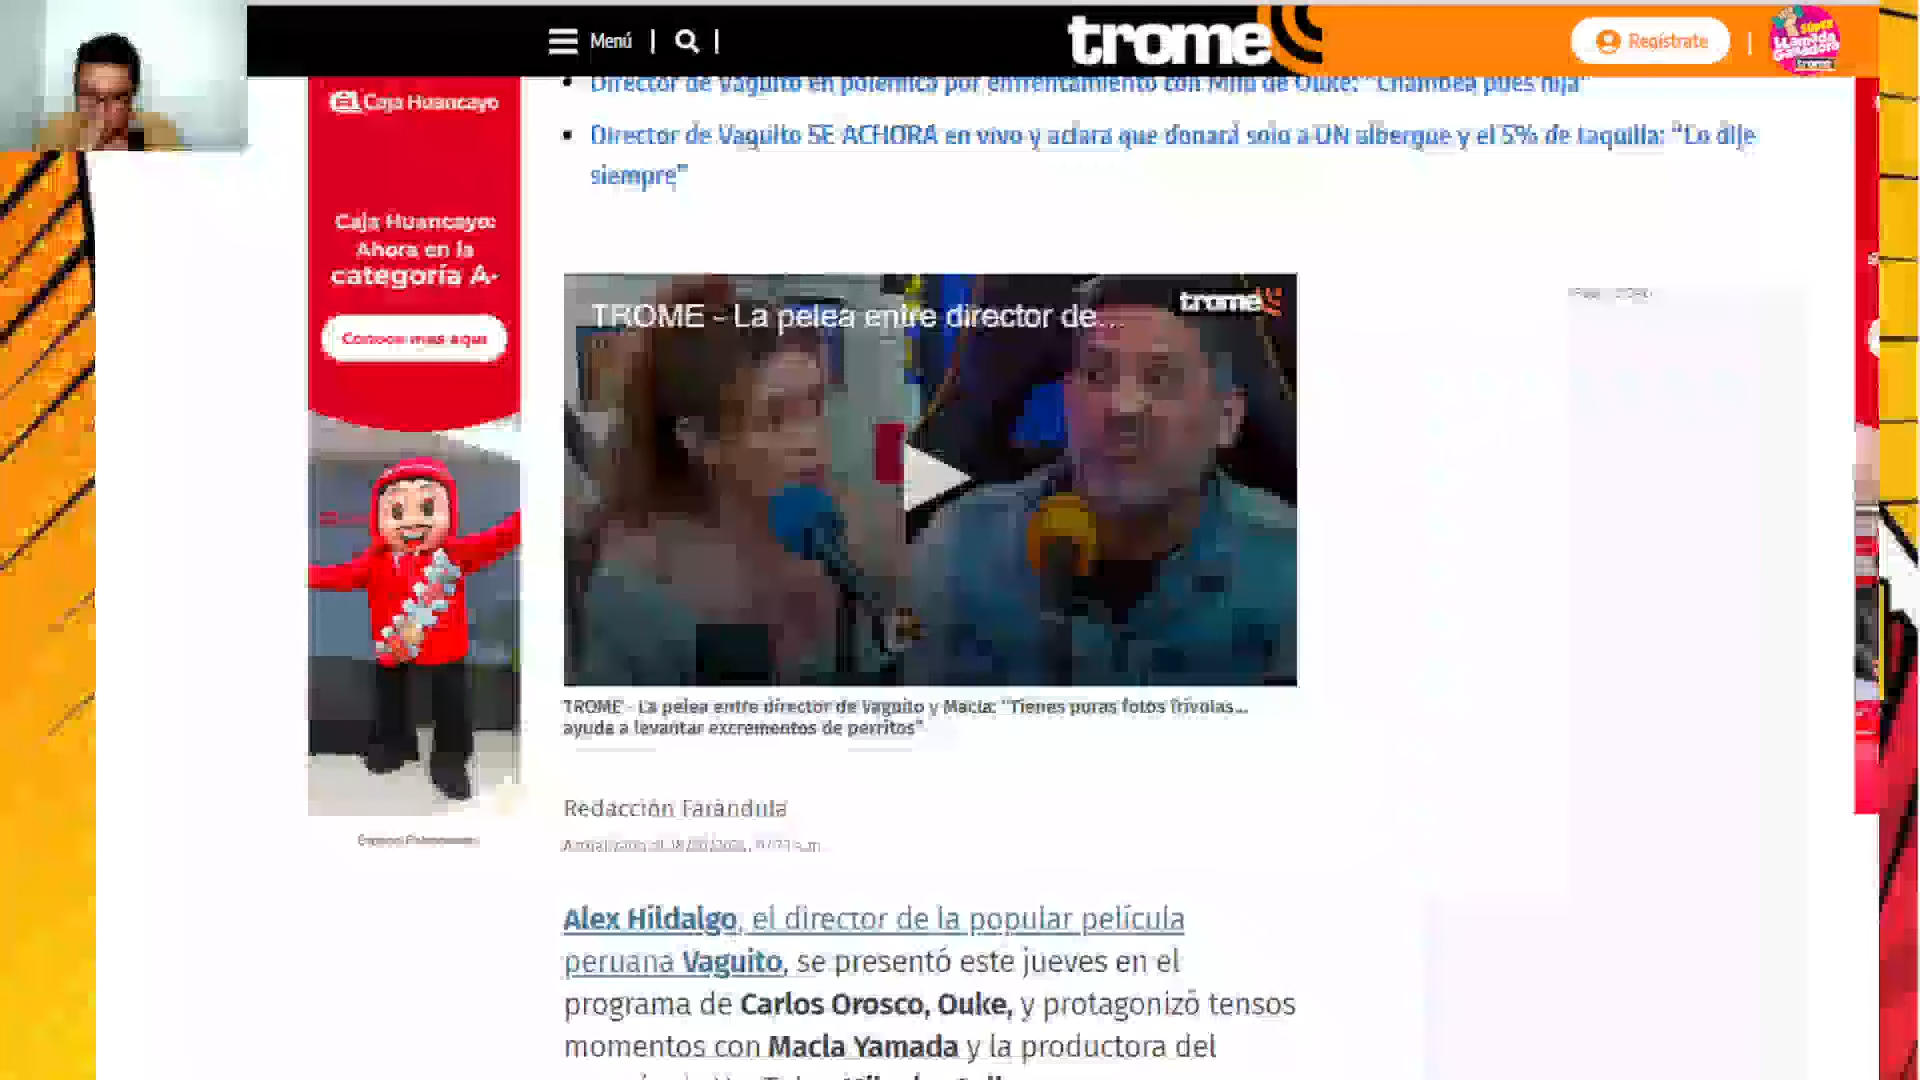 Menú
trome
Regístrate
SÚPER
LLamada
Ganadora
trome
Director de Vaguito en polémica por enfrentamiento con Milu de Ouke: "Chambea pues hija"
Director de Vaguito SE ACHORA en vivo y aclara que donará solo a UN albergue y el 5% de taquilla: "Lo dije
siempre"
Caja Huancayo
Caja Huancayo:
Ahora en la
categoría A-
Conoce más aquí
TROME - La pelea entre director de...
trome
TROME - La pelea entre director de Vaguito y Macla: "Tienes puras fotos frívolas...
ayuda a levantar excrementos de perritos"
Redacción Farándula
Alex Hidalgo, el director de la popular película
peruana Vaguito, se presentó este jueves en el
programa de Carlos Orosco, Ouke, y protagonizó tensos
momentos con Macla Yamada y la productora del